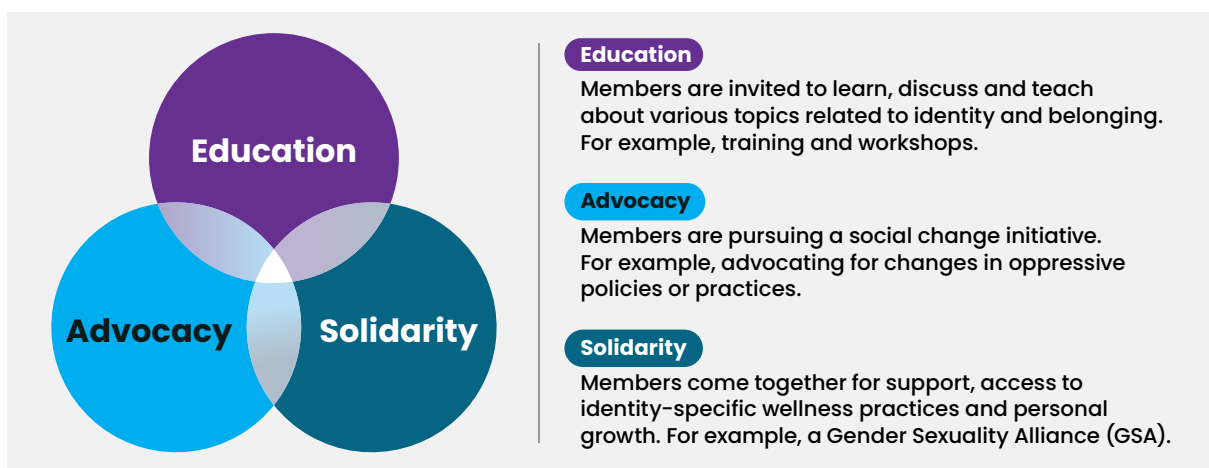 Education
Advocacy
Solidarity
Education
Members are invited to learn, discuss and teach
about various topics related to identity and belonging.
For example, training and workshops.
Advocacy
Members are pursuing a social change initiative.
For example, advocating for changes in oppressive
policies or practices.
Solidarity
Members come together for support, access to
identity-specific wellness practices and personal
growth. For example, a Gender Sexuality Alliance (GSA).